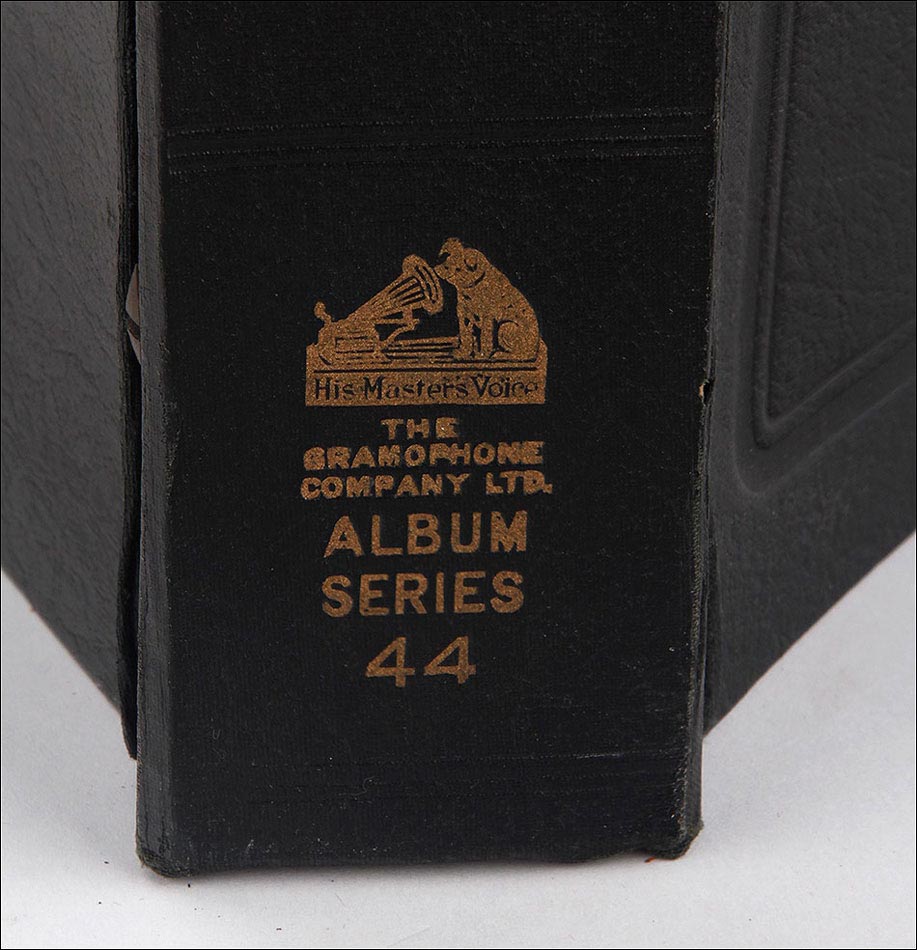 His Master's Voice
THE
GRAMOPHONE
COMPANY LTD.
ALBUM
SERIES
44